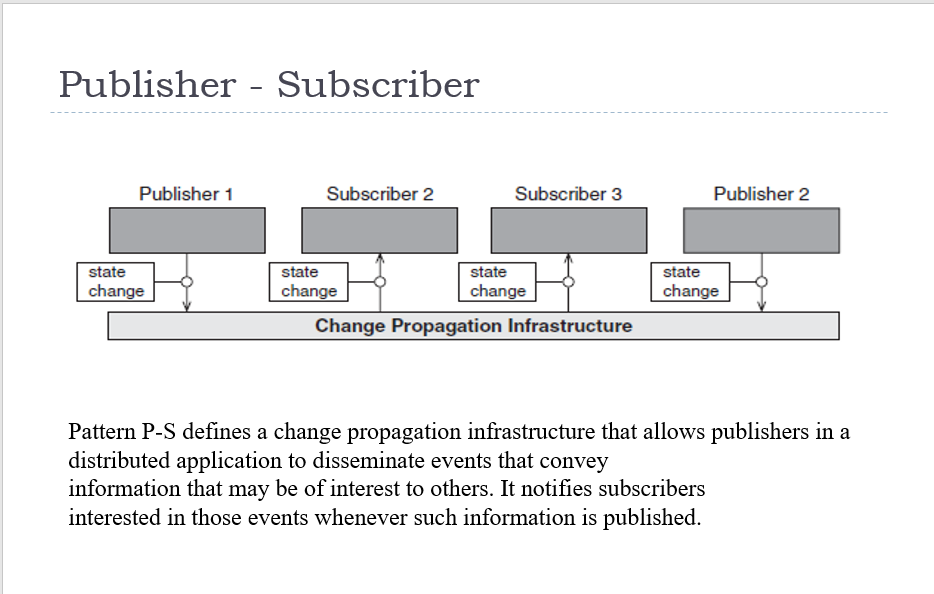 Publisher - Subscriber
Publisher 1 Subscriber 2 Subscriber 3 Publisher 2
state state state state
change change change change
Change Propagation Infrastructure
Pattern P-S defines a change propagation infrastructure that allows publishers in a
distributed application to disseminate events that convey
information that may be of interest to others. It notifies subscribers
interested in those events whenever such information is published.